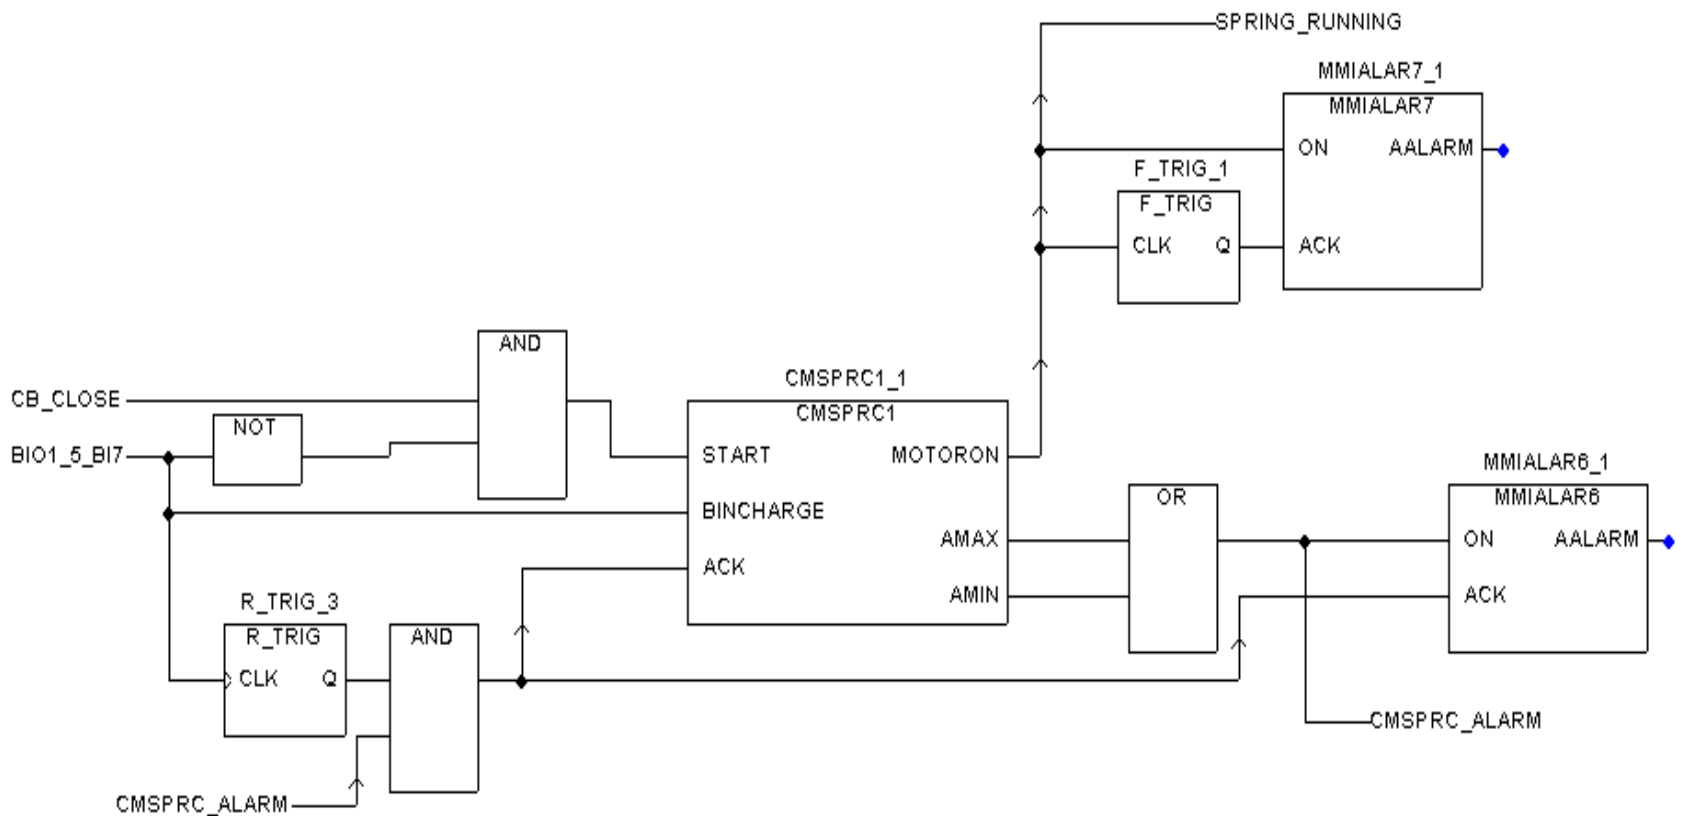 SPRING_RUNNING
MMIALAR7_1
MMIALAR7
ON AALARM
F_TRIG_1
F_TRIG
CLK Q
ACK
AND
CMSPRC1_1
CB_CLOSE
CMSPRC1
NOT
BIO1_5_BI7
START MOTORON
MMIALAR6_1
OR
MMIALAR6
BINCHARGE
AMAX
ON AALARM
ACK
AMIN
ACK
R_TRIG_3
R_TRIG
AND
CLK Q
CMSPRC_ALARM
CMSPRC_ALARM